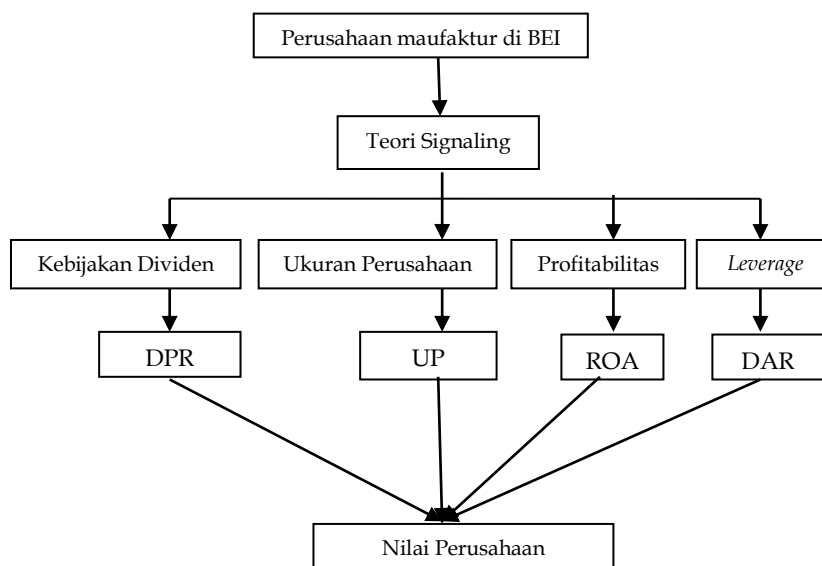 Perusahaan maufaktur di BEI
Teori Signaling
Kebijakan Dividen
Ukuran Perusahaan
Profitabilitas
Leverage
DPR
UP
ROA
DAR
Nilai Perusahaan